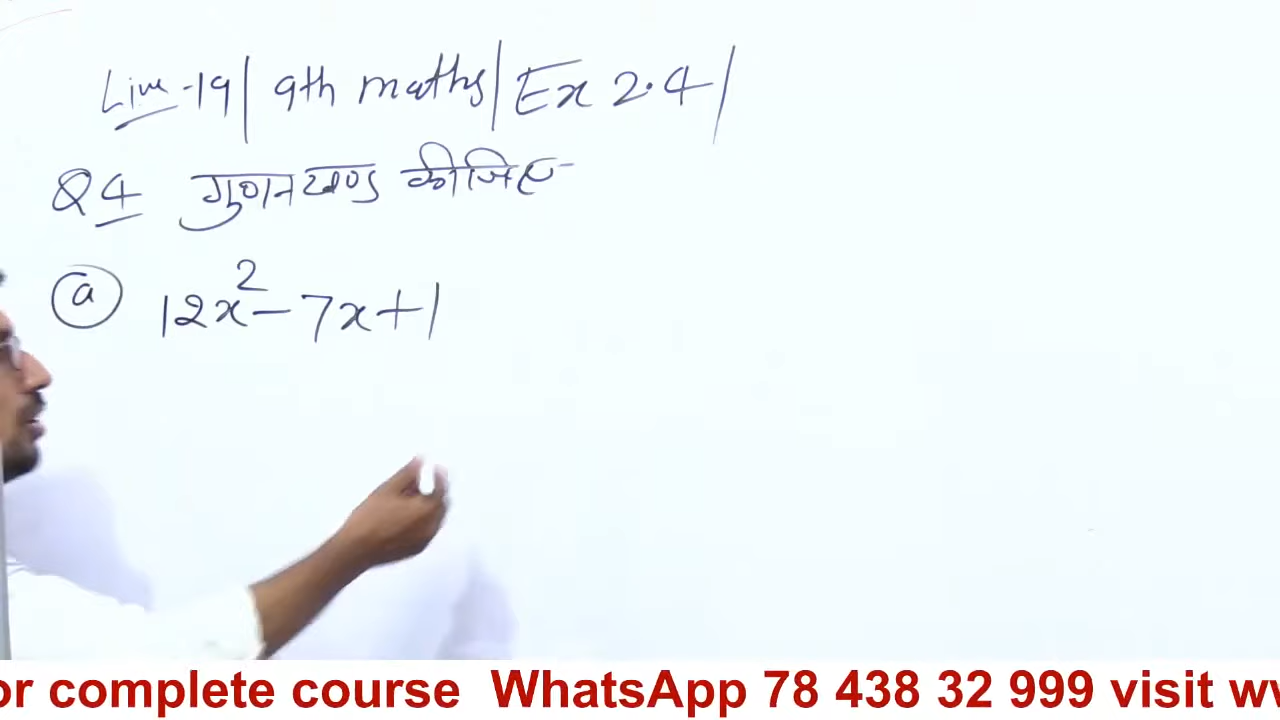 Live-19| 9th maths| Ex 2.4|
Q4 गुणनखण्ड कीजिए
a 12x²-7x+1
or complete course WhatsApp 78 438 32 999 visit ww